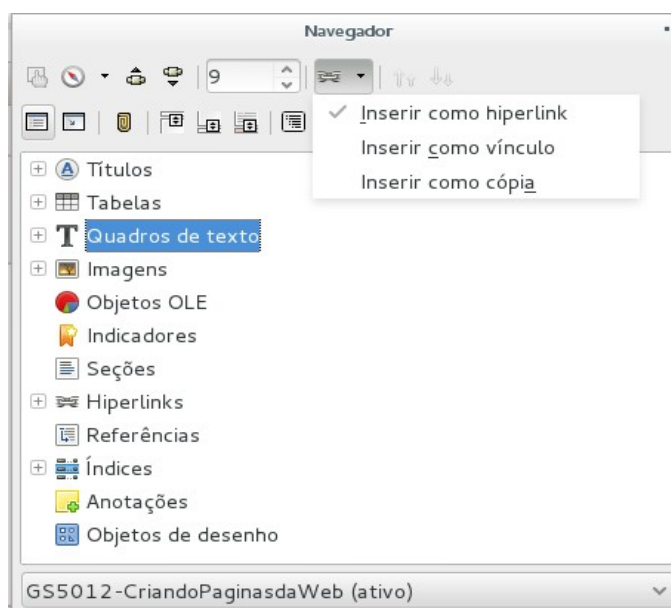 Navegador
9
Inserir como hiperlink
Inserir como vínculo
Inserir como cópia
Títulos
Tabelas
Quadros de texto
Imagens
Objetos OLE
Indicadores
Seções
Hiperlinks
Referências
Índices
Anotações
Objetos de desenho
GS5012-CriandoPaginasdaWeb (ativo)